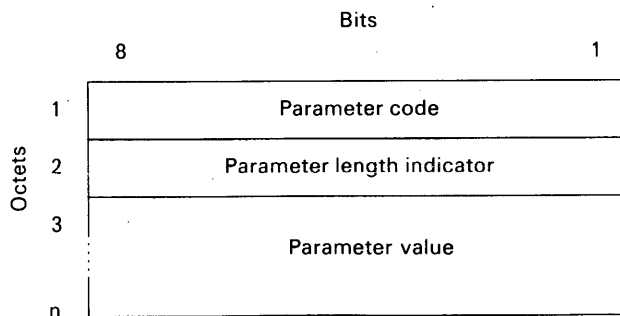 Bits
8 1
1 Parameter code
2 Parameter length indicator
Octets
3
Parameter value
n